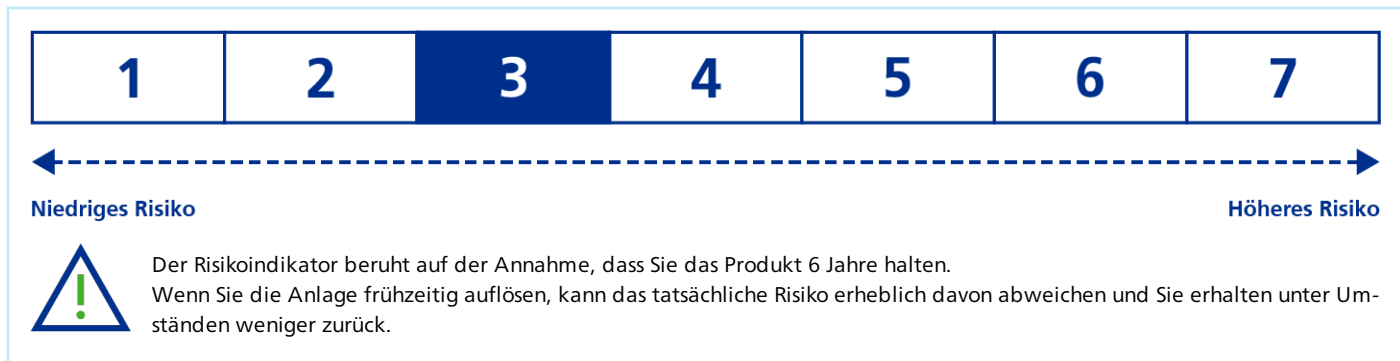 1 2 3 4 5 6 7
Niedriges Risiko Höheres Risiko
!
Der Risikoindikator beruht auf der Annahme, dass Sie das Produkt 6 Jahre halten.
Wenn Sie die Anlage frühzeitig auflösen, kann das tatsächliche Risiko erheblich davon abweichen und Sie erhalten unter Um-
ständen weniger zurück.